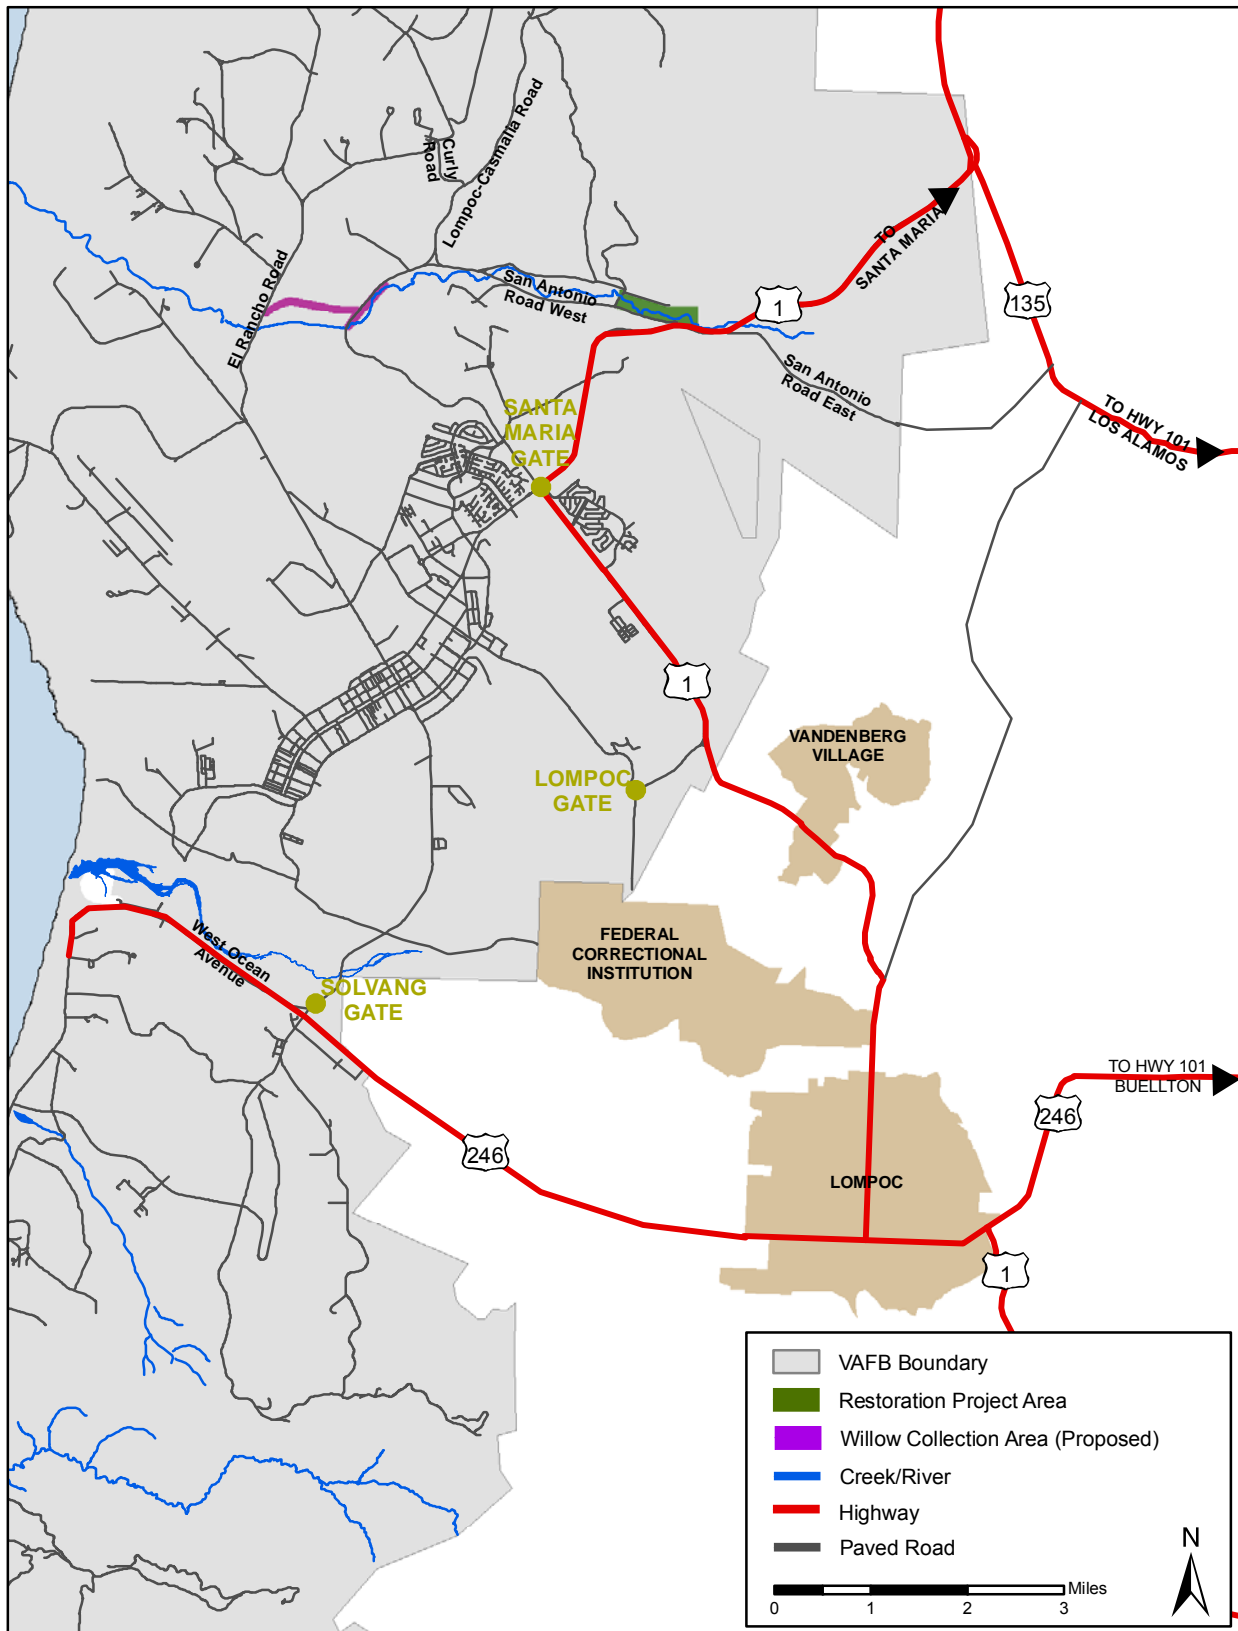 Curly
Road
Lompoc-Casmalia Road
El Rancho Road
San Antonio
Road West
TO
SANTA MARIA
1
135
San Antonio
Road East
TO HWY 101
LOS ALAMOS
SANTA
MARIA
GATE
1
VANDENBERG
VILLAGE
LOMPOC
GATE
FEDERAL
CORRECTIONAL
INSTITUTION
West Ocean
Avenue
SOLVANG
GATE
TO HWY 101
BUELLTON
246
246
LOMPOC
1
VAFB Boundary
Restoration Project Area
Willow Collection Area (Proposed)
Creek/River
Highway
Paved Road
N
Miles
0 1 2 3